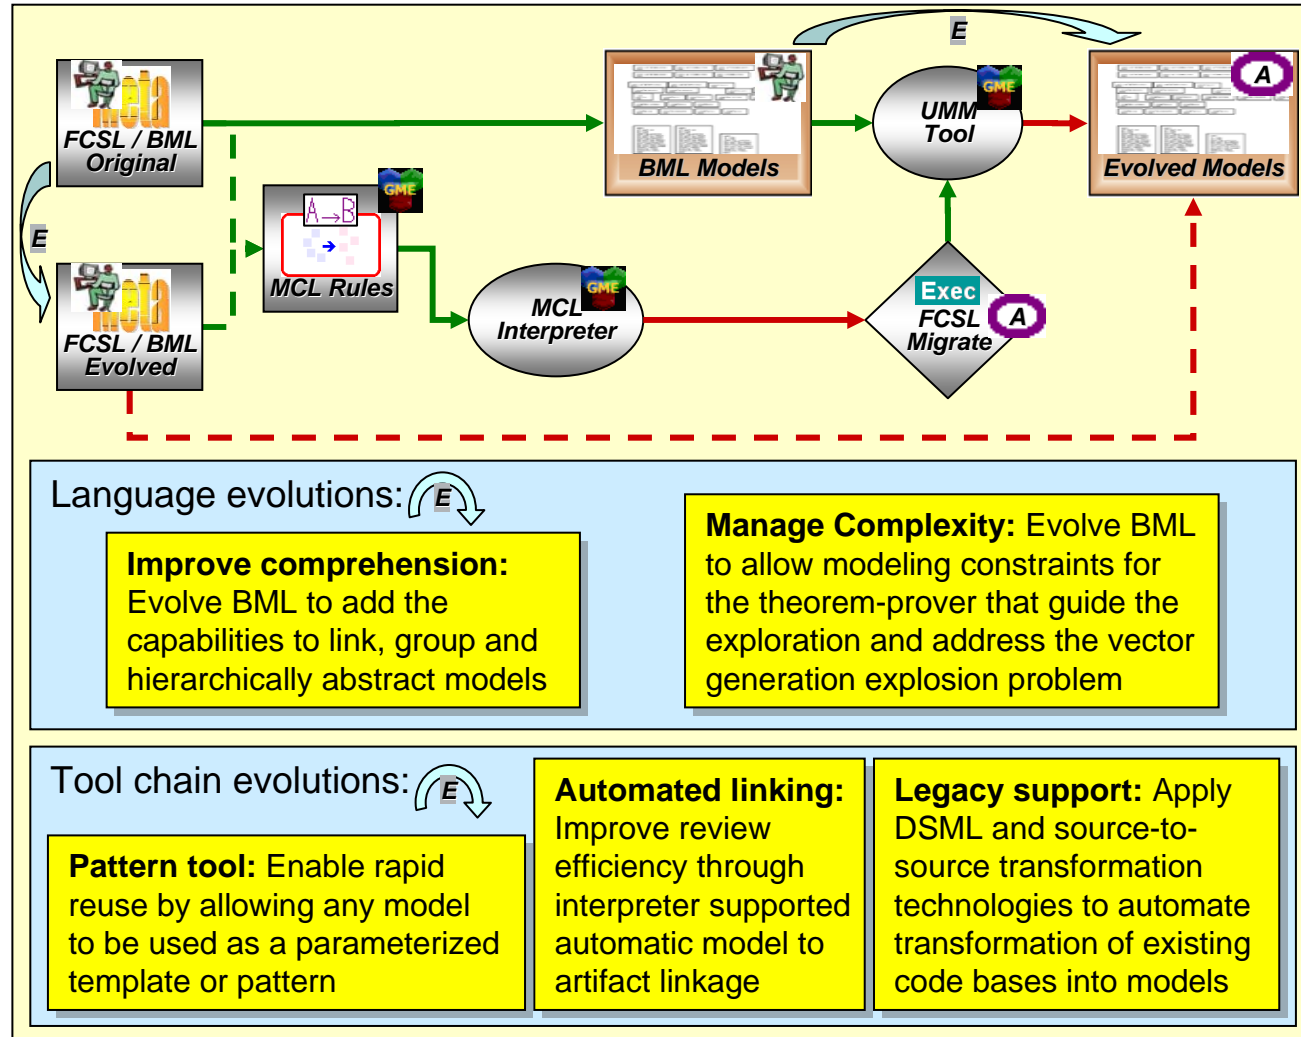 E
E
meta
FCSL / BML
Original
BML Models
GME
UMM
Tool
A
Evolved Models
A→B
GME
MCL Rules
meta
FCSL / BML
Evolved
GME
MCL
Interpreter
Exec
FCSL
Migrate
A
Language evolutions:
E
Improve comprehension:
Evolve BML to add the
capabilities to link, group and
hierarchically abstract models
Manage Complexity: Evolve BML
to allow modeling constraints for
the theorem-prover that guide the
exploration and address the vector
generation explosion problem
Tool chain evolutions:
E
Pattern tool: Enable rapid
reuse by allowing any model
to be used as a parameterized
template or pattern
Automated linking:
Improve review
efficiency through
interpreter supported
automatic model to
artifact linkage
Legacy support: Apply
DSML and source-to-
source transformation
technologies to automate
transformation of existing
code bases into models